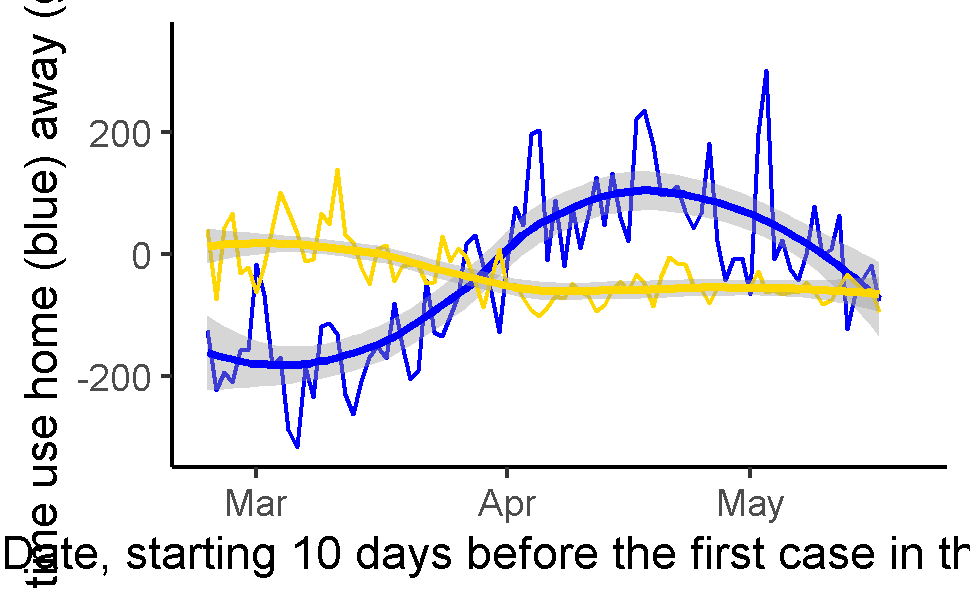 time use home (blue) away (
200
0
-200
Mar Apr May
Date, starting 10 days before the first case in th